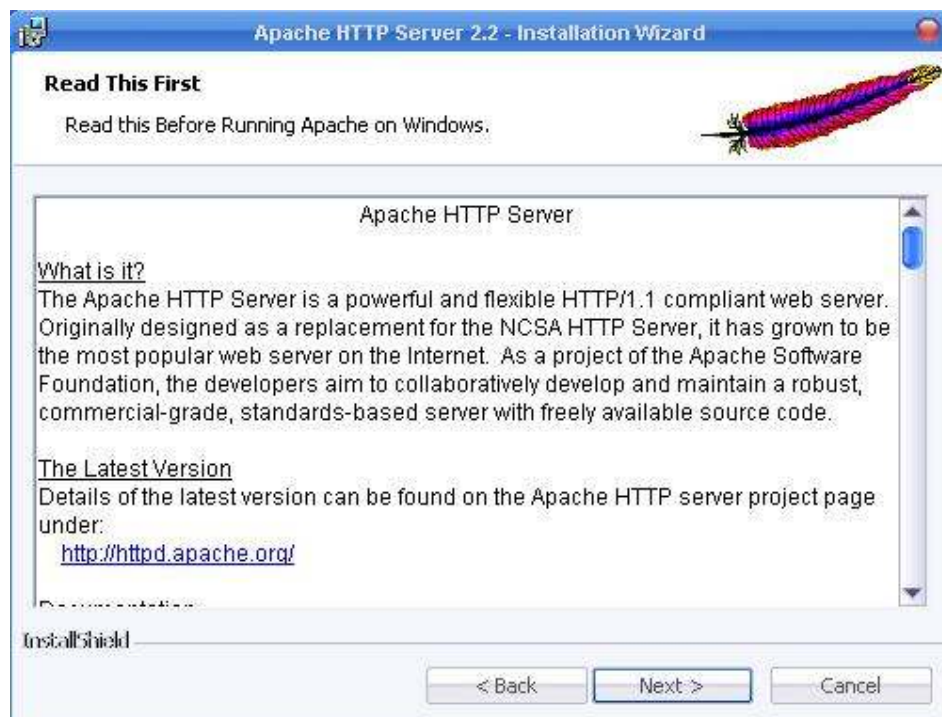 Apache HTTP Server 2.2 - Installation Wizard
Read This First
Read this Before Running Apache on Windows.
Apache HTTP Server
What is it?
The Apache HTTP Server is a powerful and flexible HTTP/1.1 compliant web server.
Originally designed as a replacement for the NCSA HTTP Server, it has grown to be
the most popular web server on the Internet. As a project of the Apache Software
Foundation, the developers aim to collaboratively develop and maintain a robust,
commercial-grade, standards-based server with freely available source code.
The Latest Version
Details of the latest version can be found on the Apache HTTP server project page
under:
http://httpd.apache.org/
Documentation
InstallShield
< Back
Next >
Cancel